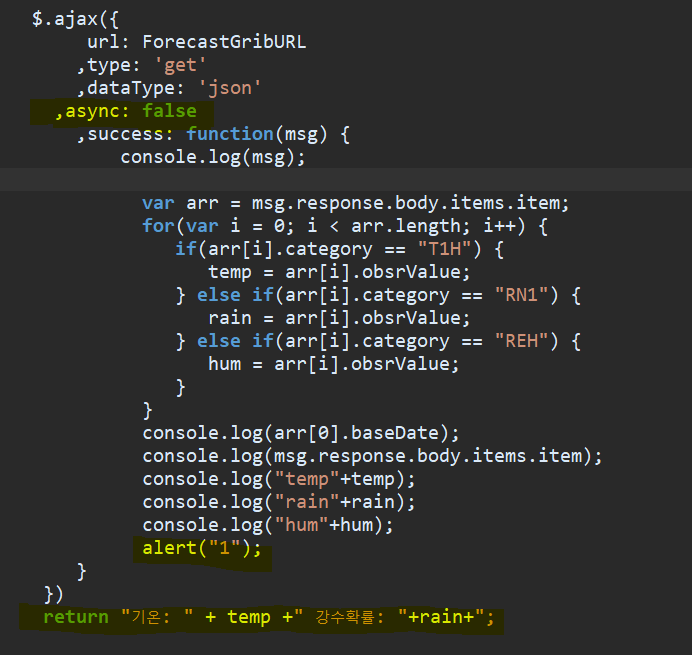 $.ajax({
url: ForecastGribURL
,type: 'get'
,dataType: 'json'
,async: false
,success: function(msg) {
console.log(msg);
var arr = msg.response.body.items.item;
for(var i = 0; i < arr.length; i++) {
if(arr[i].category == "T1H") {
temp = arr[i].obsrValue;
} else if(arr[i].category == "RN1") {
rain = arr[i].obsrValue;
} else if(arr[i].category == "REH") {
hum = arr[i].obsrValue;
}
}
console.log(arr[0].baseDate);
console.log(msg.response.body.items.item);
console.log("temp"+temp);
console.log("rain"+rain);
console.log("hum"+hum);
alert("1");
}
})
return "기온: " + temp +" 강수확률: "+rain+";